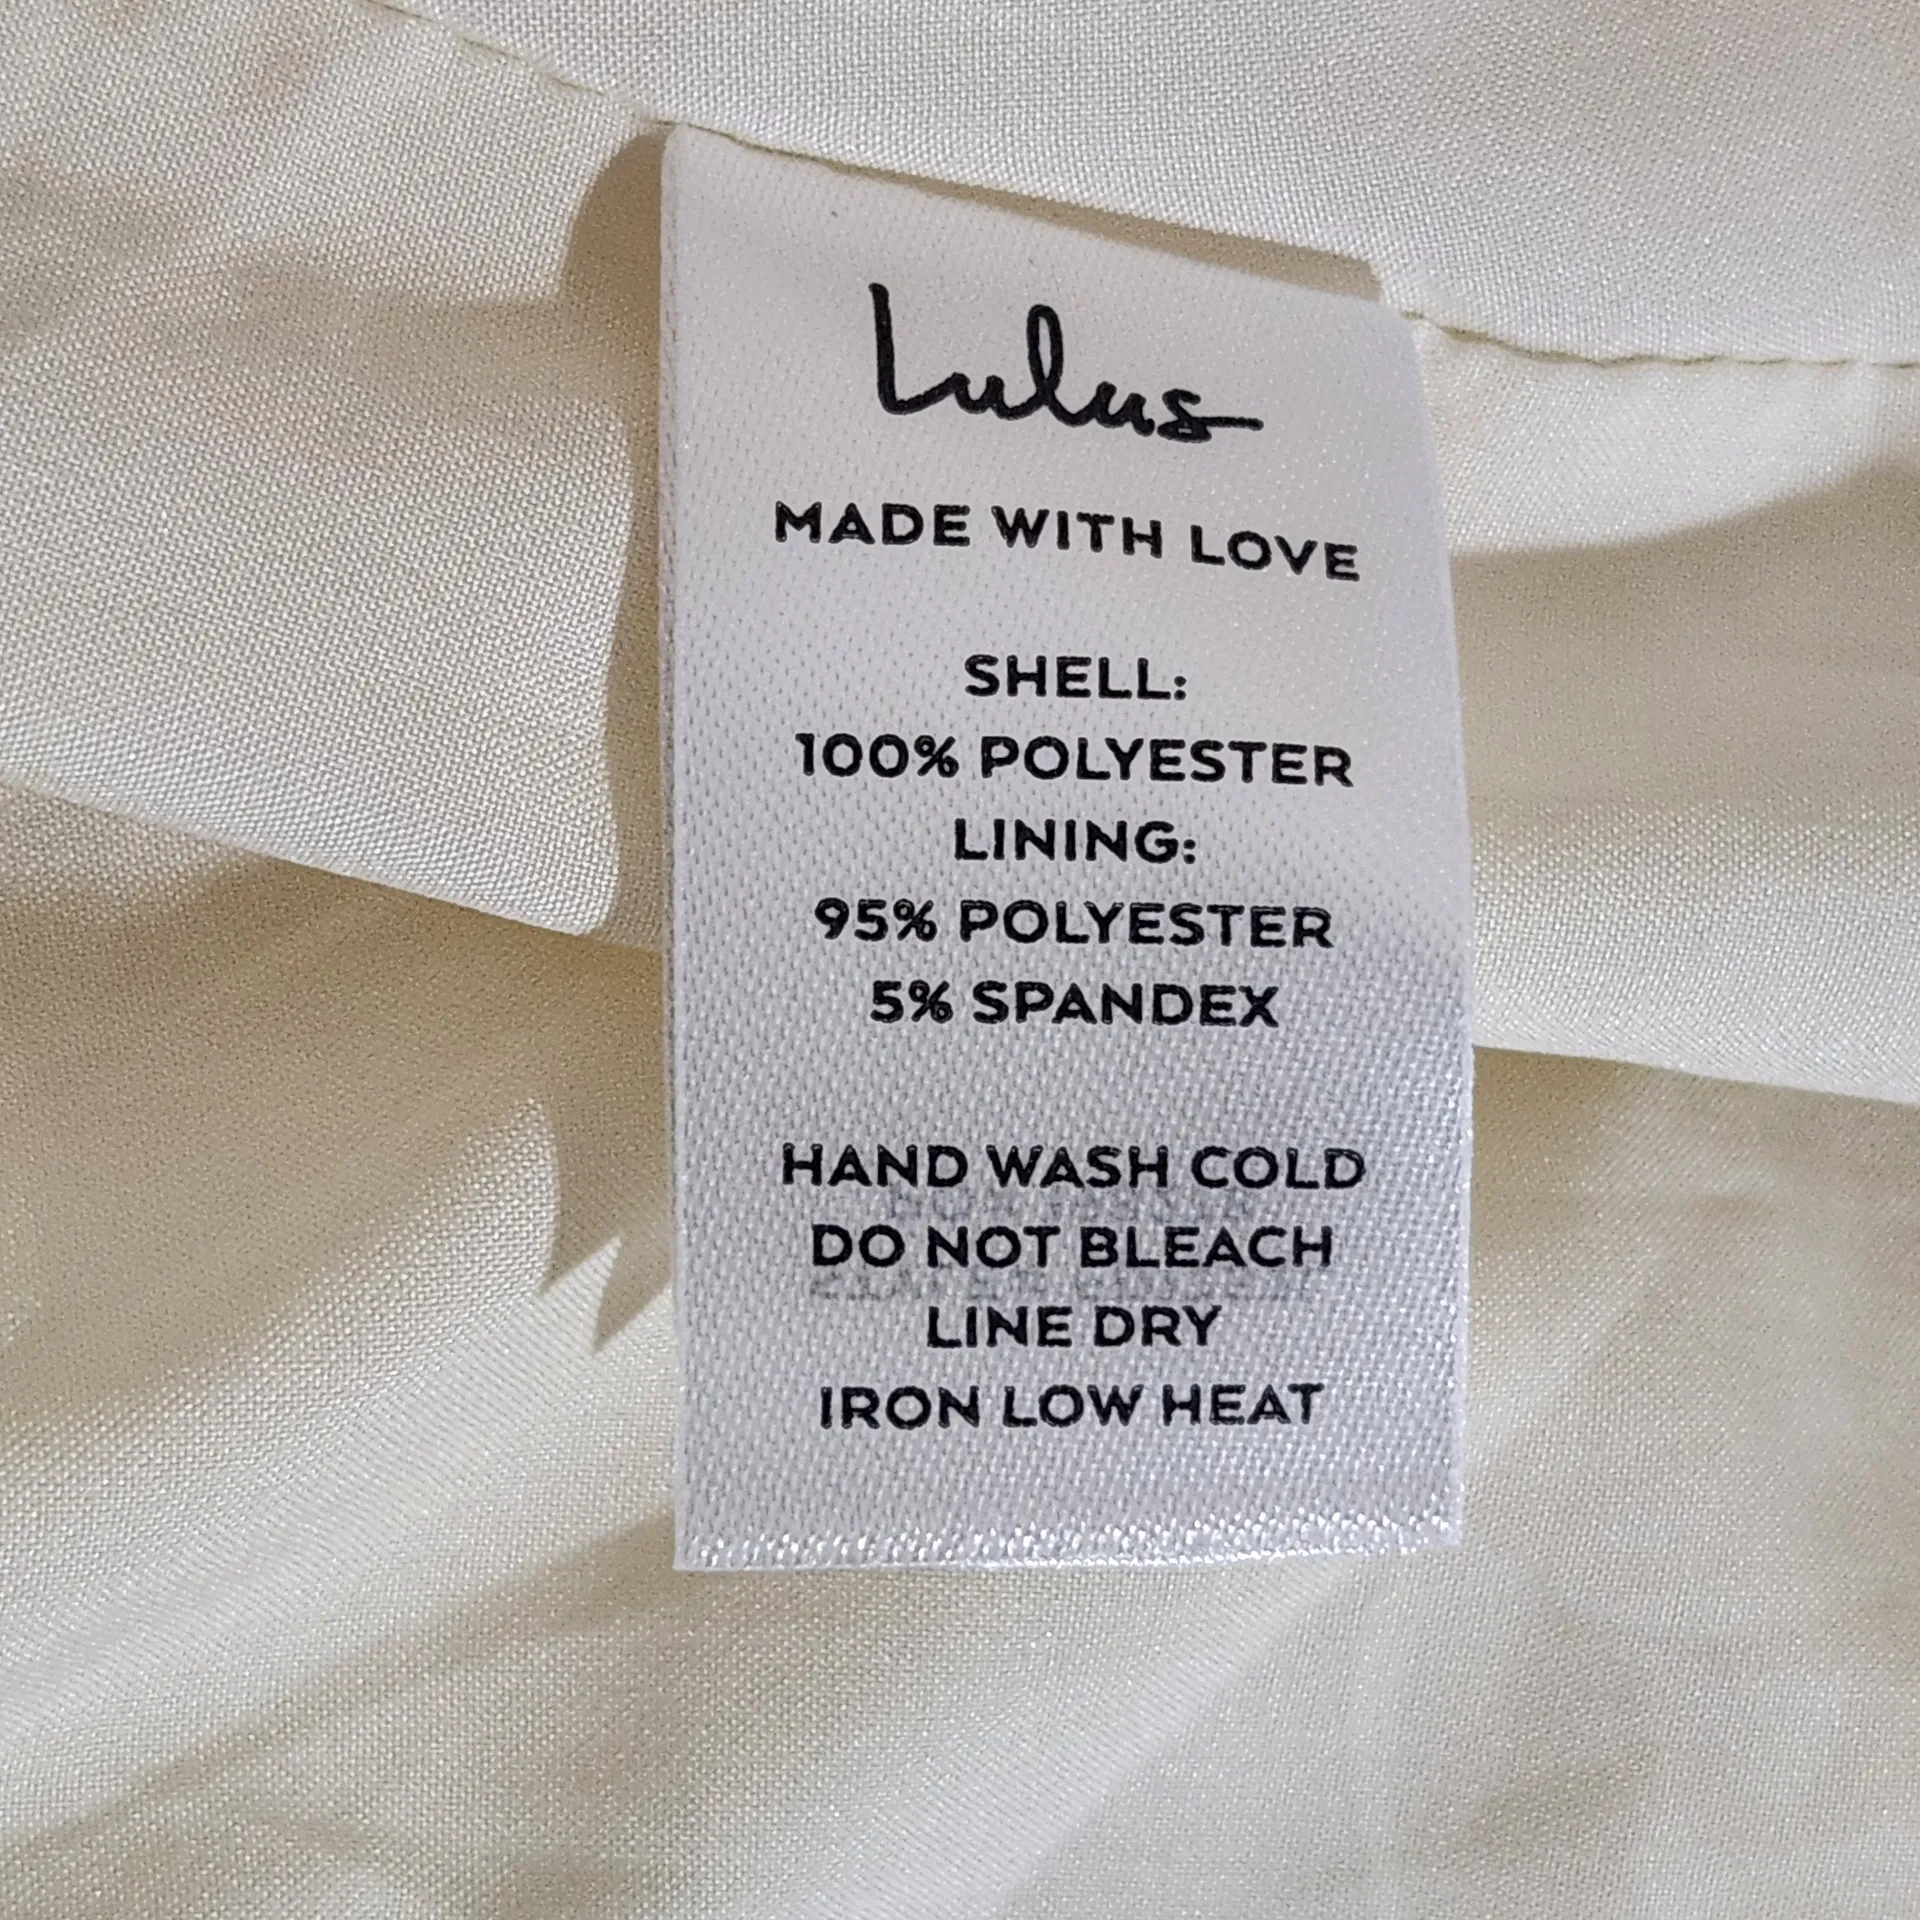 Lulus
MADE WITH LOVE
SHELL:
100% POLYESTER
LINING:
95% POLYESTER
5% SPANDEX
HAND WASH COLD
DO NOT BLEACH
LINE DRY
IRON LOW HEAT